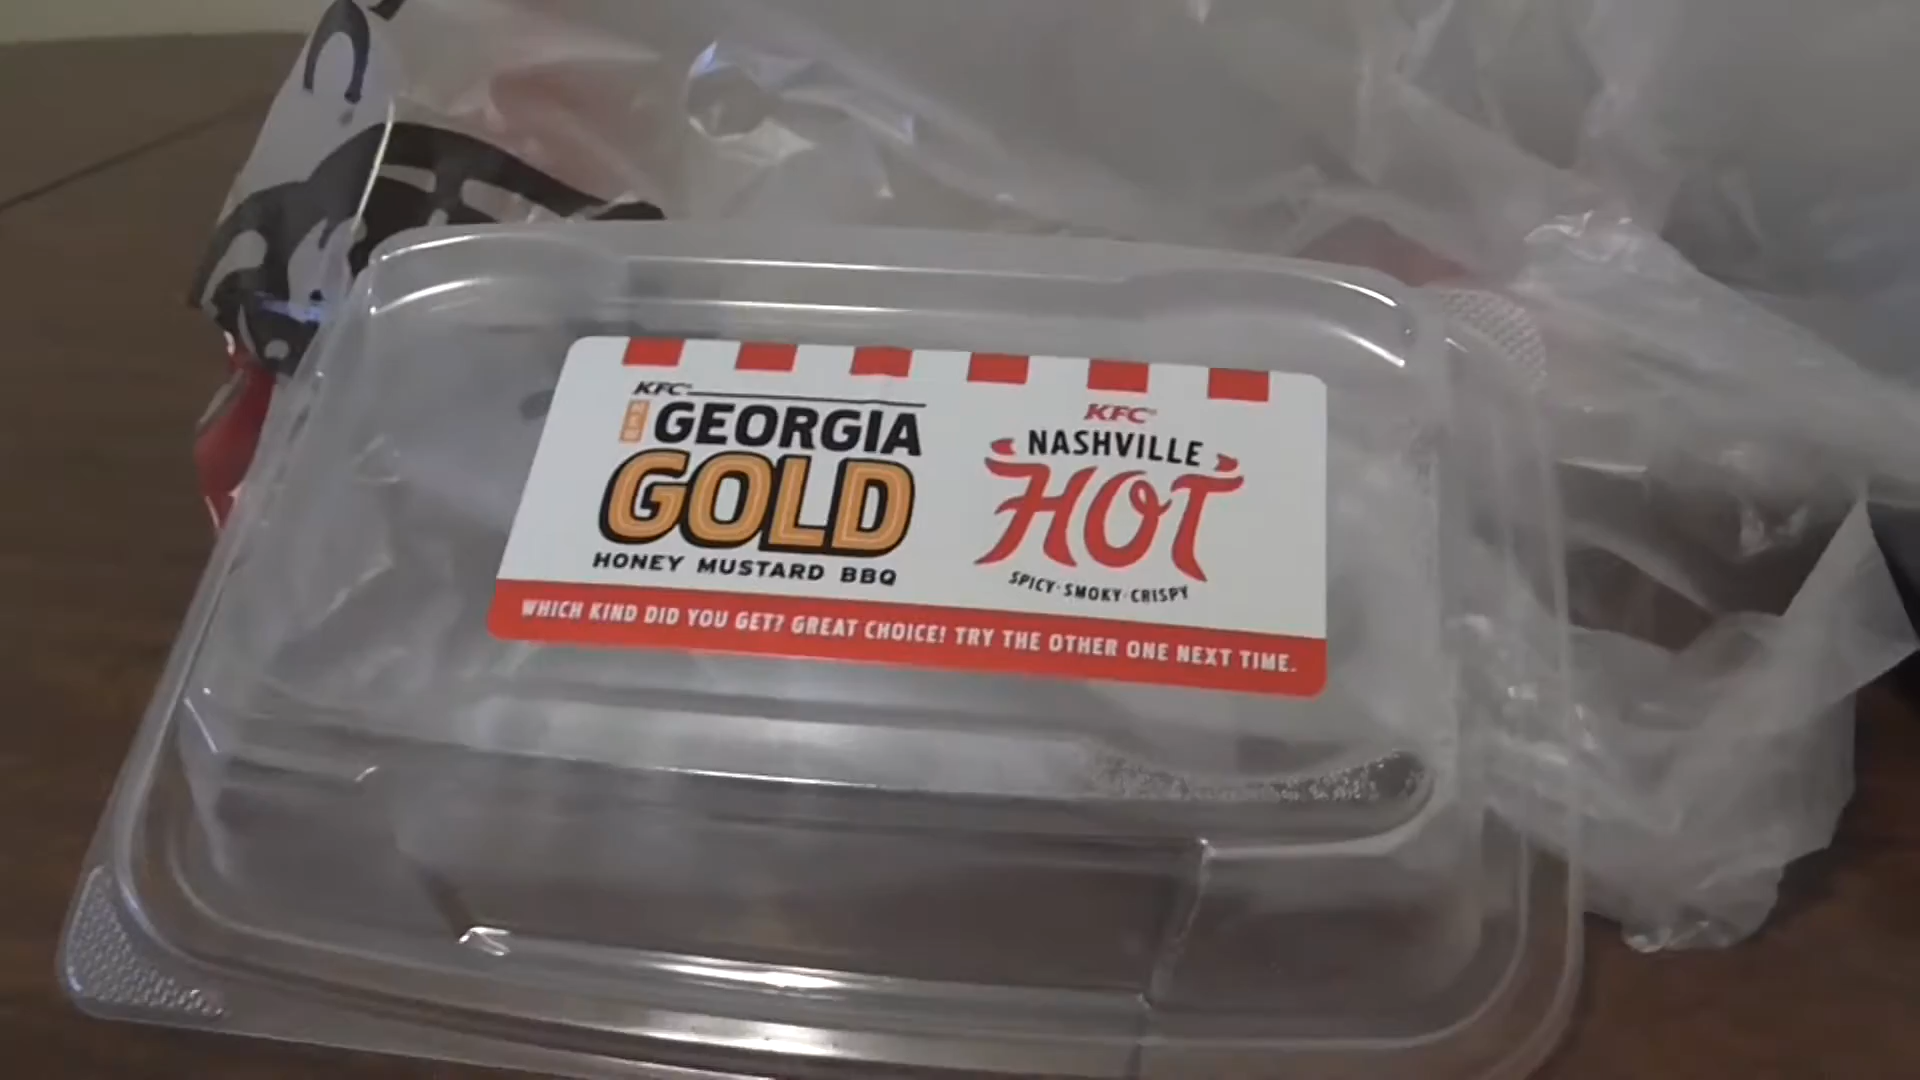 KFC®
NEW
GEORGIA
GOLD
HONEY MUSTARD BBQ
KFC®
NASHVILLE
HOT
SPICY·SMOKY·CRISPY
WHICH KIND DID YOU GET? GREAT CHOICE! TRY THE OTHER ONE NEXT TIME.